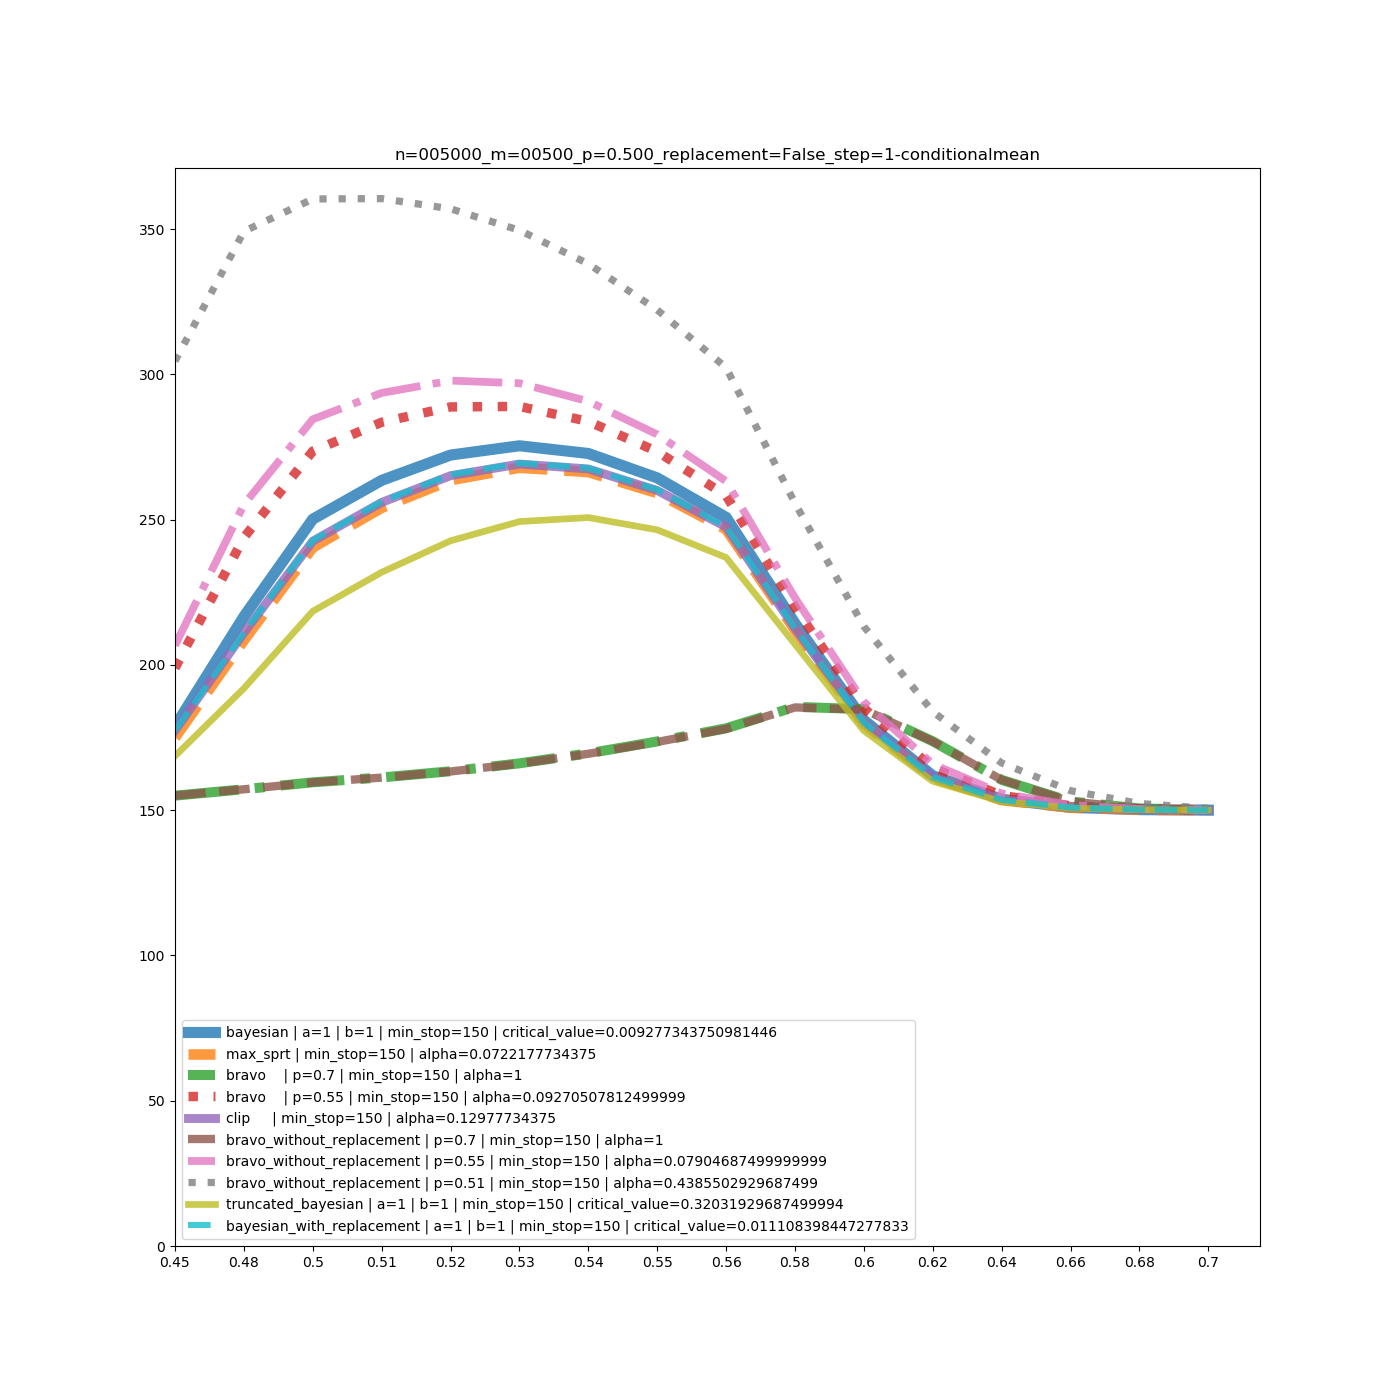 n=005000_m=00500_p=0.500_replacement=False_step=1-conditionalmean
350
300
250
200
150
100
50
0
bayesian | a=1 | b=1 | min_stop=150 | critical_value=0.009277343750981446
max_sprt | min_stop=150 | alpha=0.0722177734375
bravo | p=0.7 | min_stop=150 | alpha=1
bravo | p=0.55 | min_stop=150 | alpha=0.09270507812499999
clip | min_stop=150 | alpha=0.12977734375
bravo_without_replacement | p=0.7 | min_stop=150 | alpha=1
bravo_without_replacement | p=0.55 | min_stop=150 | alpha=0.07904687499999999
bravo_without_replacement | p=0.51 | min_stop=150 | alpha=0.4385502929687499
truncated_bayesian | a=1 | b=1 | min_stop=150 | critical_value=0.32031929687499994
bayesian_with_replacement | a=1 | b=1 | min_stop=150 | critical_value=0.011108398447277833
0.45 0.48 0.5 0.51 0.52 0.53 0.54 0.55 0.56 0.58 0.6 0.62 0.64 0.66 0.68 0.7